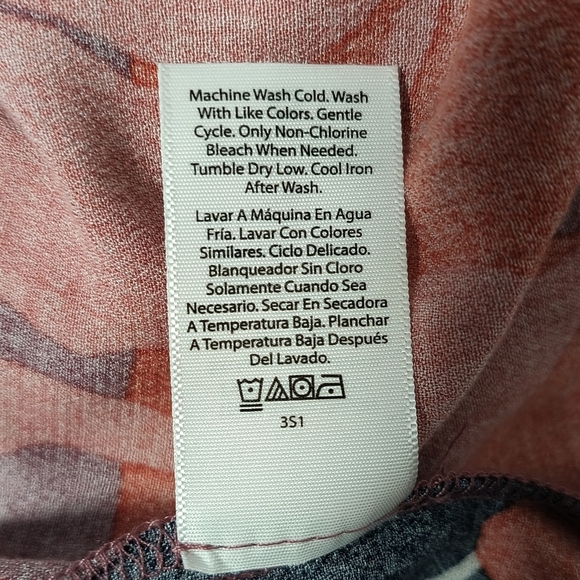 Machine Wash Cold. Wash
With Like Colors. Gentle
Cycle. Only Non-Chlorine
Bleach When Needed.
Tumble Dry Low. Cool Iron
After Wash.
Lavar A Máquina En Agua
Fría. Lavar Con Colores
Similares. Ciclo Delicado.
Blanqueador Sin Cloro
Solamente Cuando Sea
Necesario. Secar En Secadora
A Temperatura Baja. Planchar
A Temperatura Baja Después
Del Lavado.
3S1